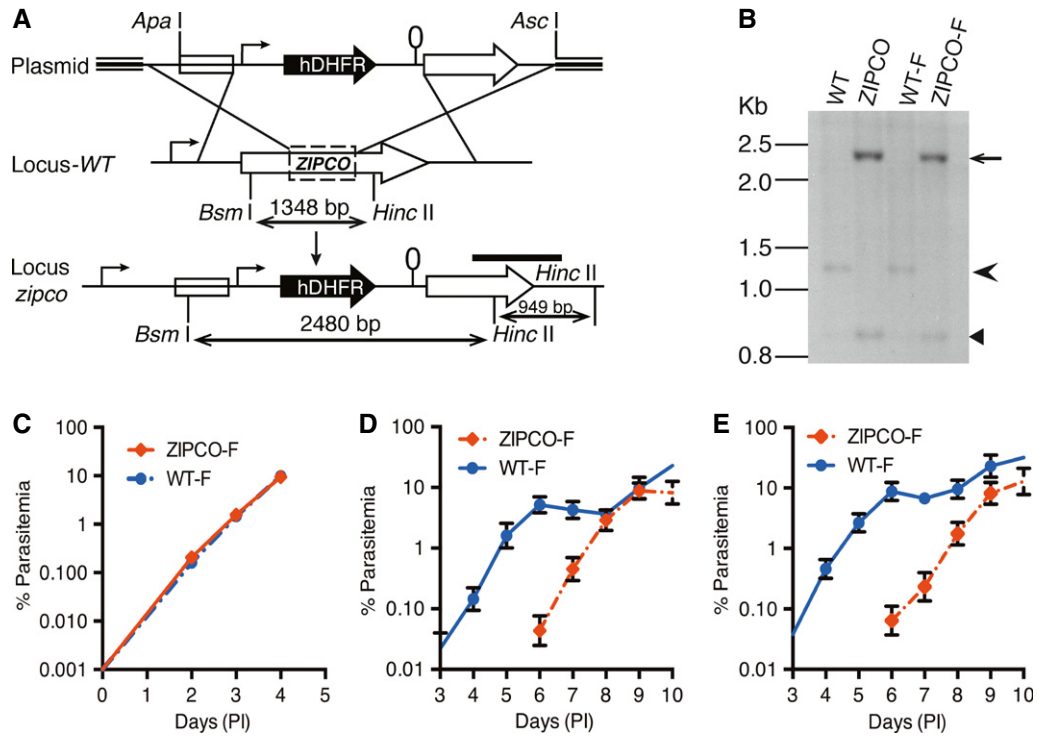 A
Apa I
Asc I
Plasmid
hDHFR
Locus-WT
ZIPCO
Bsm I
1348 bp
Hinc II
Locus
zipco
hDHFR
Hinc II
949 bp
Bsm I
2480 bp
Hinc II
B
WT
ZIPCO
WT-F
ZIPCO-F
Kb
2.5
2.0
1.5
1.0
0.8
C
ZIPCO-F
WT-F
% Parasitemia
100
10
1
0.100
0.010
0.001
0 1 2 3 4 5
Days (PI)
D
ZIPCO-F
WT-F
% Parasitemia
100
10
1
0.10
0.01
3 4 5 6 7 8 9 10
Days (PI)
E
ZIPCO-F
WT-F
% Parasitemia
100
10
1
0.10
0.01
3 4 5 6 7 8 9 10
Days (PI)